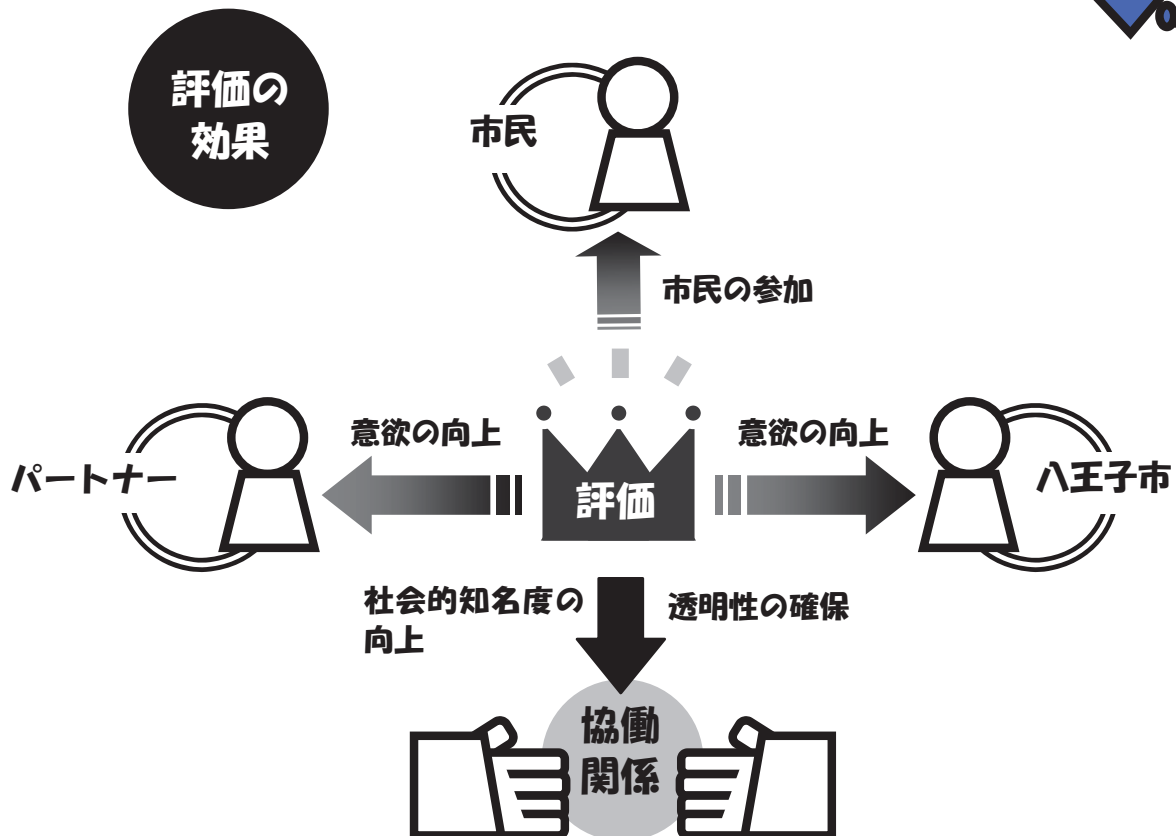 評価の
効果
市民
市民の参加
意欲の向上
意欲の向上
パートナー
評価
八王子市
社会的知名度の
向上
透明性の確保
協働
関係